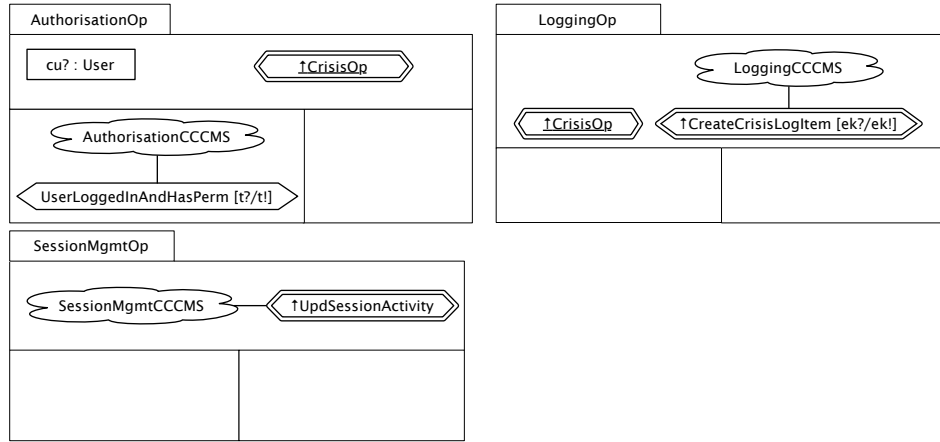 AuthorisationOp
cu? : User
↑CrisisOp
AuthorisationCCCMS
UserLoggedInAndHasPerm [t?/t!]
LoggingOp
LoggingCCCMS
↑CrisisOp
↑CreateCrisisLogItem [ek?/ek!]
SessionMgmtOp
SessionMgmtCCCMS
↑UpdSessionActivity